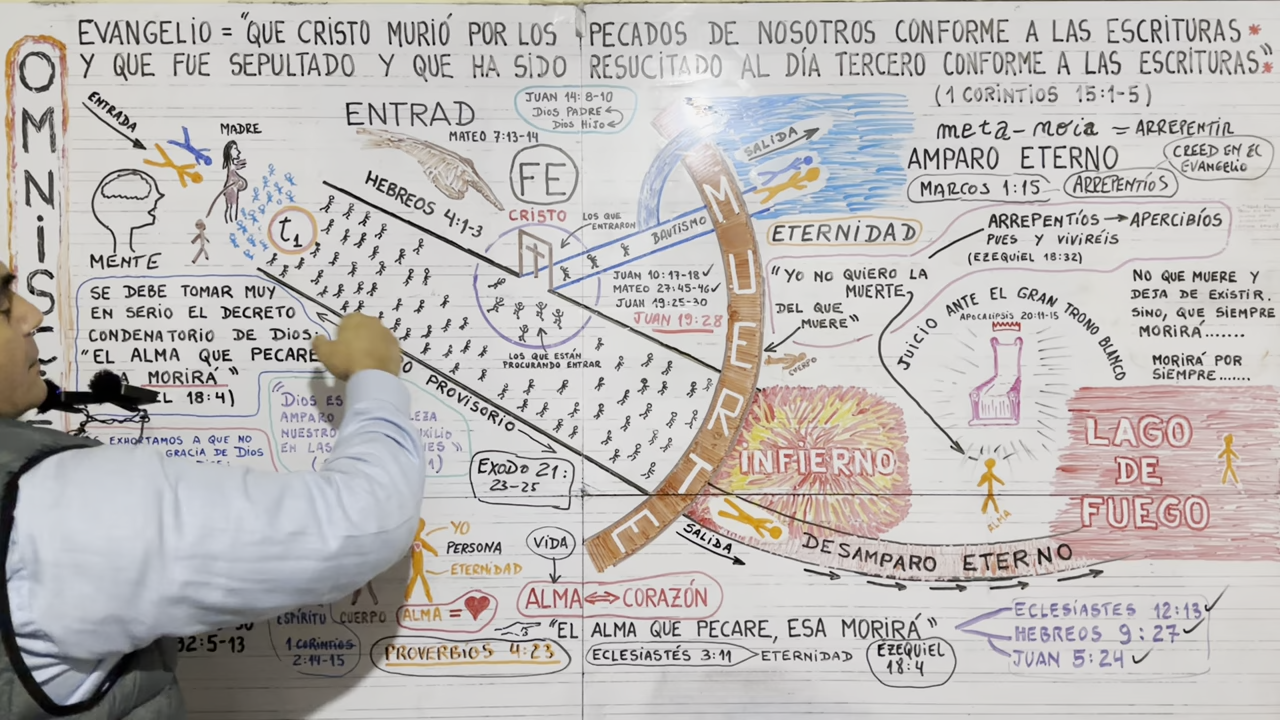 EVANGELIO = "QUE CRISTO MURIÓ POR LOS PECADOS DE NOSOTROS CONFORME A LAS ESCRITURAS*
Y QUE FUE SEPULTADO Y QUE HA SIDO RESUCITADO AL DÍA TERCERO CONFORME A LAS ESCRITURAS"*
(1 CORINTIOS 15:1-5)
OMNISC
ENTRADA
MADRE
MENTE
t1
ENTRAD
MATEO 7:13-14
JUAN 14:8-10
DIOS PADRE
DIOS HIJO
FE
HEBREOS 4:1-3
CRISTO
LOS QUE
ENTRARON
BAUTISMO
SALIDA
JUAN 10:17-18 ✓
MATEO 27:45-46 ✓
JUAN 19:25-30
JUAN 19:28
LOS QUE ESTÁN
PROCURANDO ENTRAR
MUERTE
meta-noia = ARREPENTIR
AMPARO ETERNO
CREED EN EL
EVANGELIO
MARCOS 1:15
ARREPENTÍOS
ETERNIDAD
ARREPENTÍOS → APERCIBÍOS
PUES Y VIVIRÉIS
(EZEQUIEL 18:32)
"YO NO QUIERO LA
MUERTE
DEL QUE
MUERE"
CUERPO
JUICIO ANTE EL GRAN TRONO BLANCO
APOCALIPSIS 20:11-15
NO QUE MUERE Y
DEJA DE EXISTIR.
SINO, QUE SIEMPRE
MORIRÁ.......
MORIRÁ POR
SIEMPRE.......
SE DEBE TOMAR MUY
EN SERIO EL DECRETO
CONDENATORIO DE DIOS:
"EL ALMA QUE PECARE
MORIRÁ"
EL 18:4)
EXHORTAMOS A QUE NO
GRACIA DE DIOS
"DIOS ES
AMPARO
LEZA
NUESTRO
XILIO
EN LAS
O PROVISORIO
EXODO 21:
23-25
INFIERNO
LAGO
DE
FUEGO
ALMA
SALIDA
DESAMPARO ETERNO
YO
PERSONA
ETERNIDAD
VIDA
ESPÍRITU
CUERPO
ALMA =
ALMA ⇔ CORAZÓN
32:5-13
1 CORINTIOS
2:14-15
PROVERBIOS 4:23
"EL ALMA QUE PECARE, ESA MORIRÁ"
ECLESIASTÉS 3:11
ETERNIDAD
EZEQUIEL
18:4
ECLESIASTES 12:13 ✓
HEBREOS 9:27 ✓
JUAN 5:24 ✓